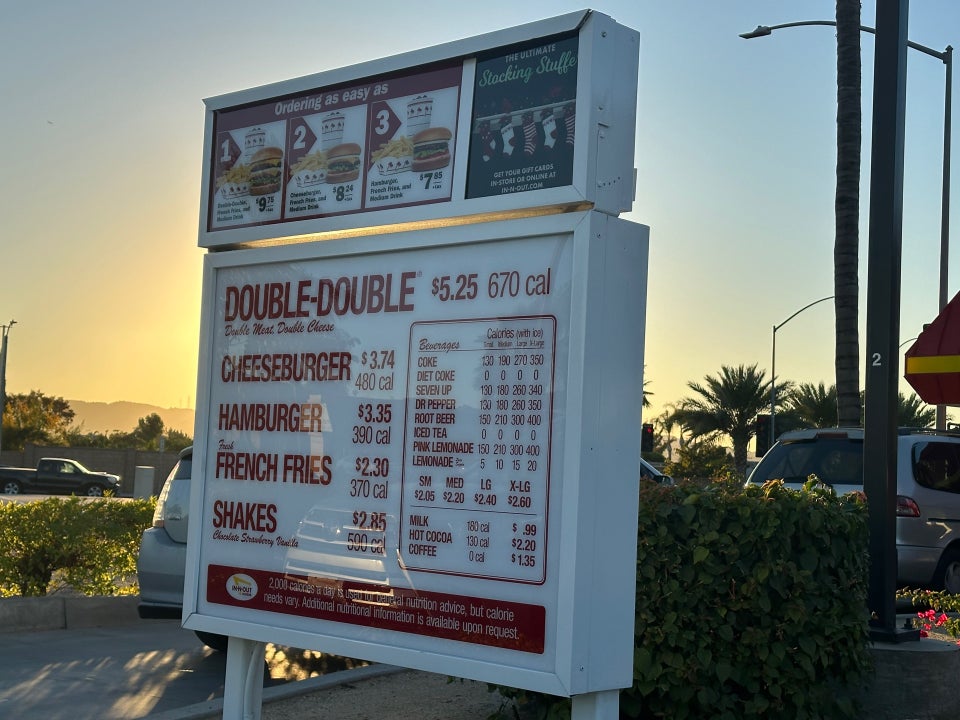 Ordering as easy as
1
2
3
Double-Double, French Fries, and Medium Drink
$9.75 +tax
Cheeseburger, French Fries, and Medium Drink
$8.24 +tax
Hamburger, French Fries, and Medium Drink
$7.85 +tax
THE ULTIMATE
Stocking Stuffe
GET YOUR GIFT CARDS
IN-STORE OR ONLINE AT
IN-N-OUT.COM
DOUBLE-DOUBLE® $5.25 670 cal
Double Meat, Double Cheese
CHEESEBURGER $3.74
480 cal
HAMBURGER $3.35
390 cal
Fresh
FRENCH FRIES $2.30
370 cal
SHAKES $2.85
Chocolate Strawberry Vanilla 590 cal
Calories (with ice)
Beverages Small Medium Large X-Large
COKE 130 190 270 350
DIET COKE 0 0 0 0
SEVEN UP 130 180 260 340
DR PEPPER 130 180 260 350
ROOT BEER 150 210 300 400
ICED TEA 0 0 0 0
PINK LEMONADE 150 210 300 400
LEMONADE 5 10 15 20
SM MED LG X-LG
$2.05 $2.20 $2.40 $2.60
MILK 180 cal $ .99
HOT COCOA 130 cal $2.20
COFFEE 0 cal $1.35
IN-N-OUT
2,000 calories a day is used for general nutrition advice, but calorie
needs vary. Additional nutritional information is available upon request.
2